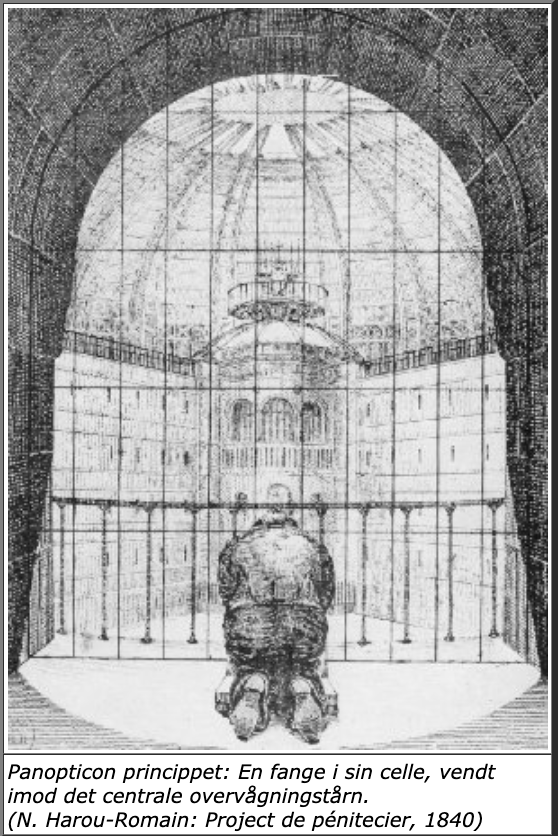 Panopticon princippet: En fange i sin celle, vendt
imod det centrale overvågningstårn.
(N. Harou-Romain: Project de pénitecier, 1840)